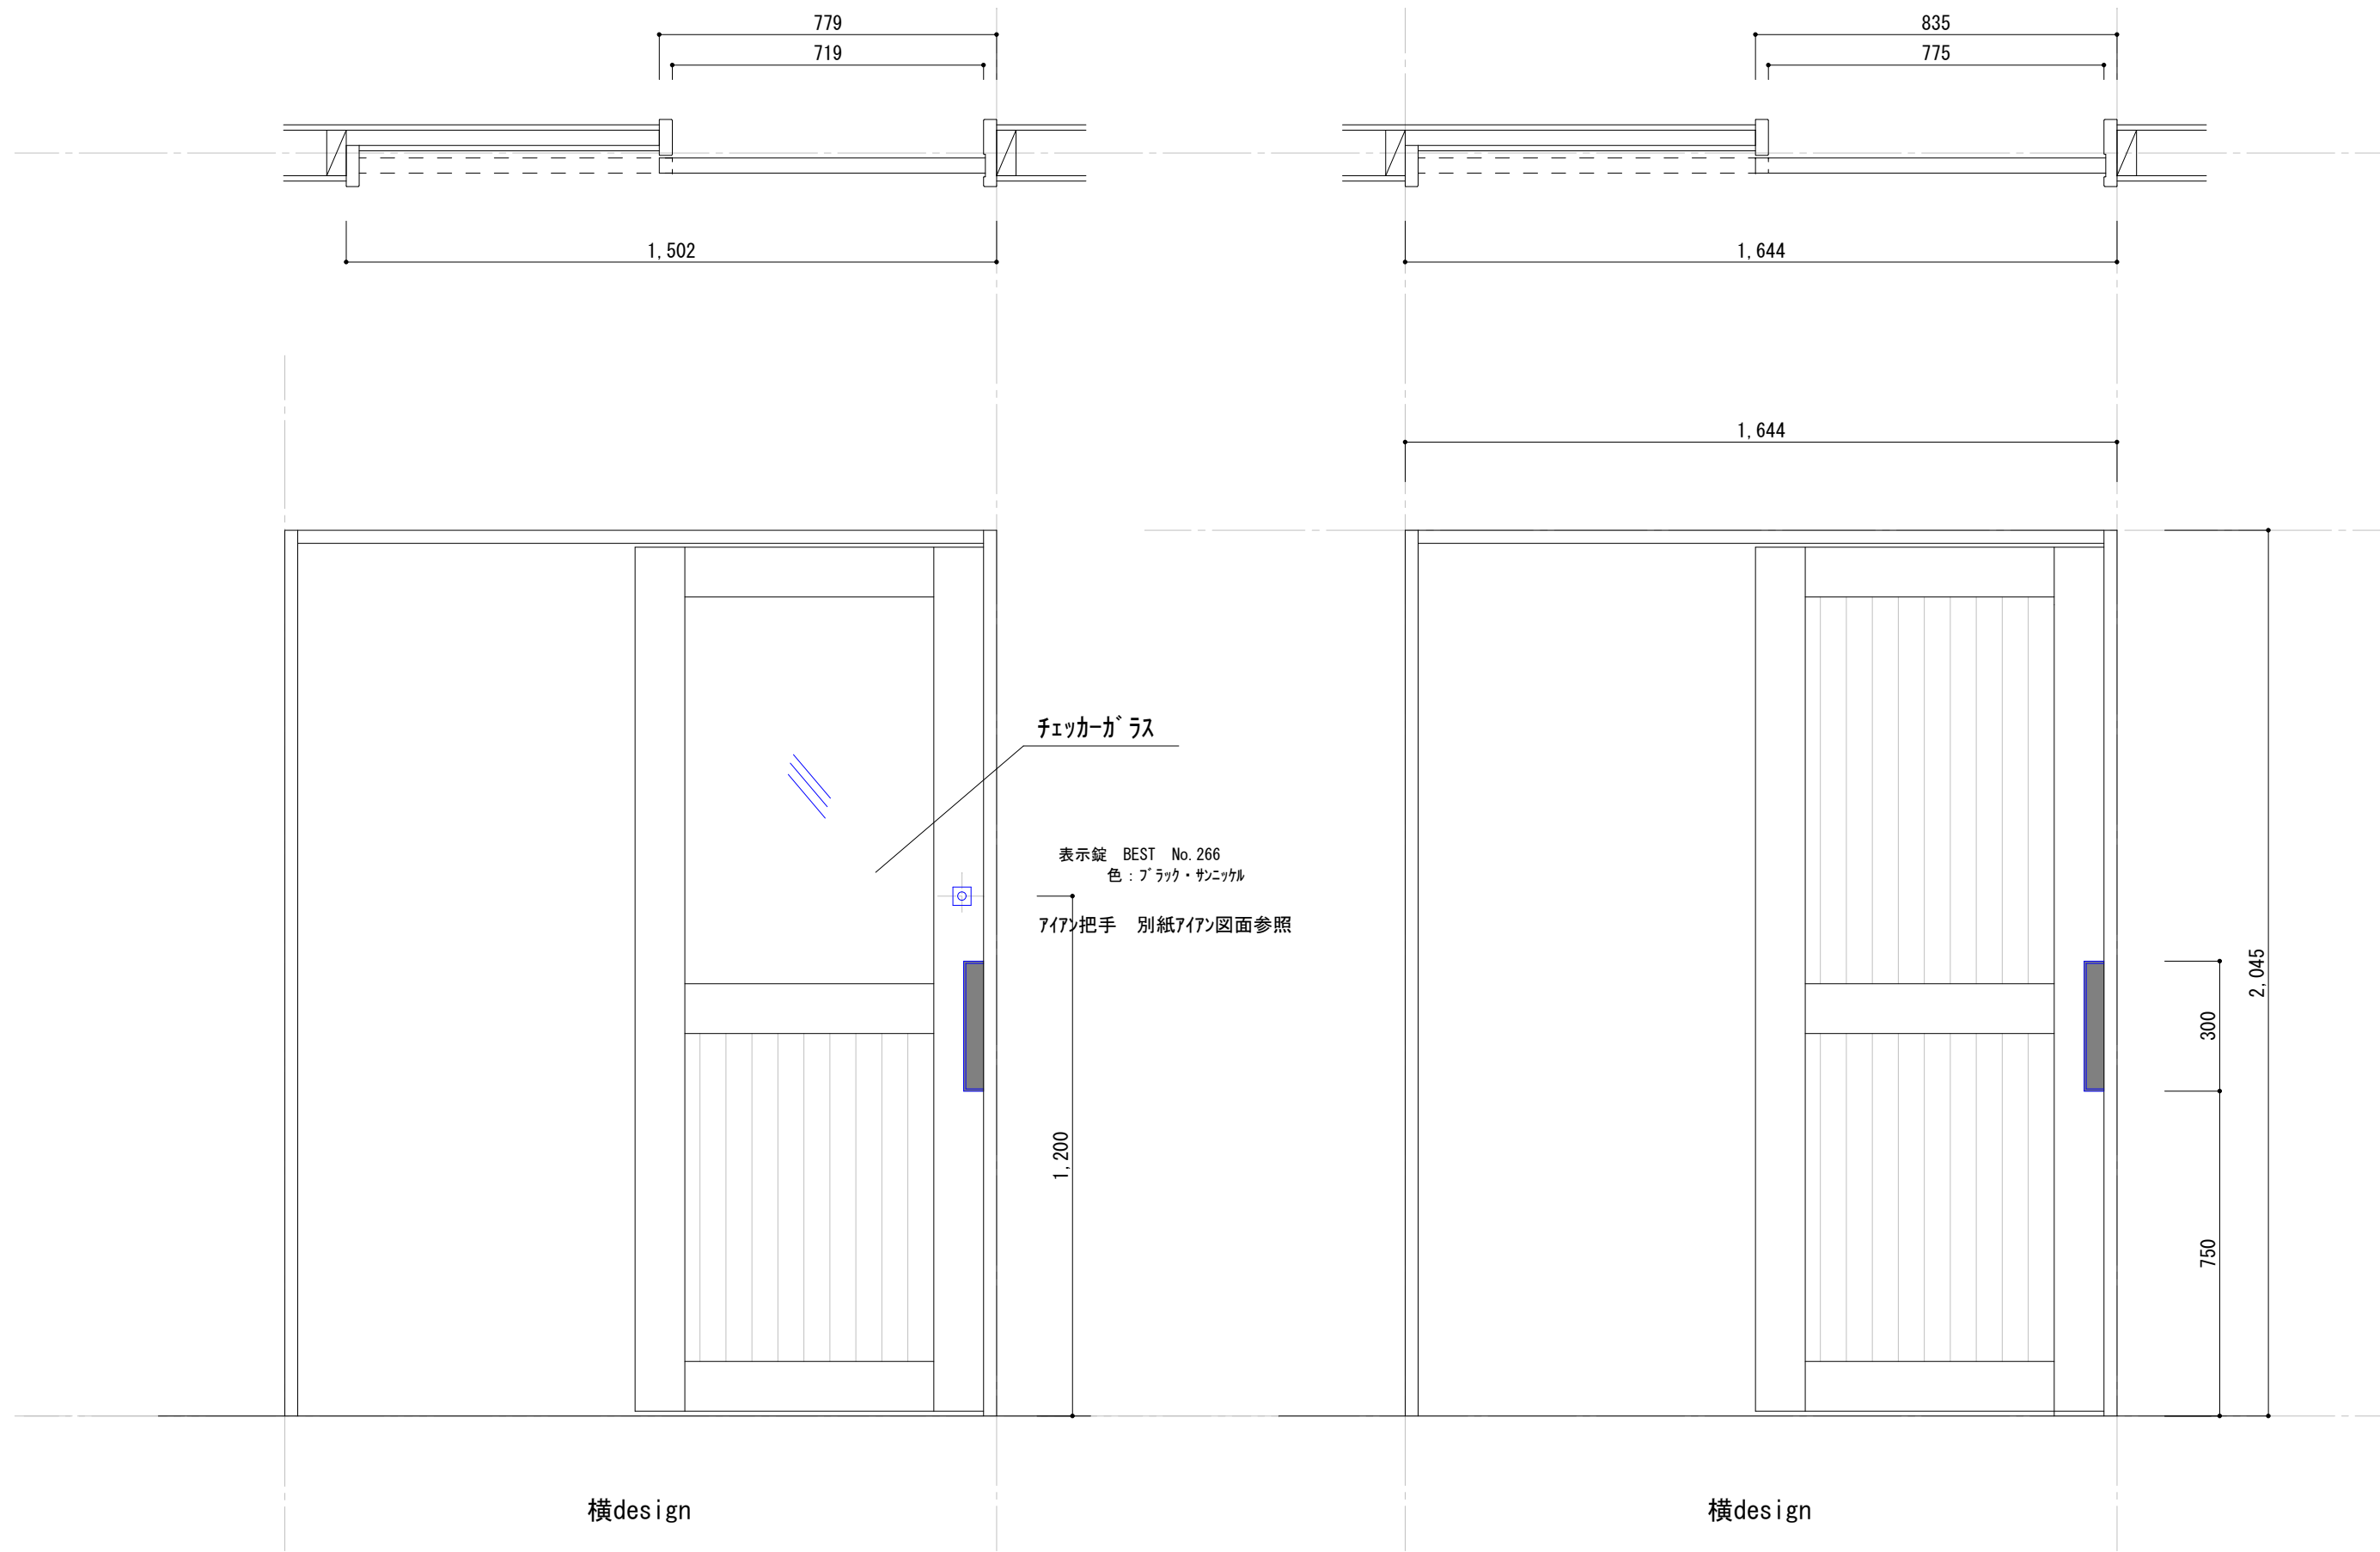 779
719
835
775
1,502
1,644
1,644
チェッカーガラス
表示錠　BEST　No.266
色：ブラック・サンニッケル
アイアン把手　別紙アイアン図面参照
1,200
2,045
300
750
横design
横design